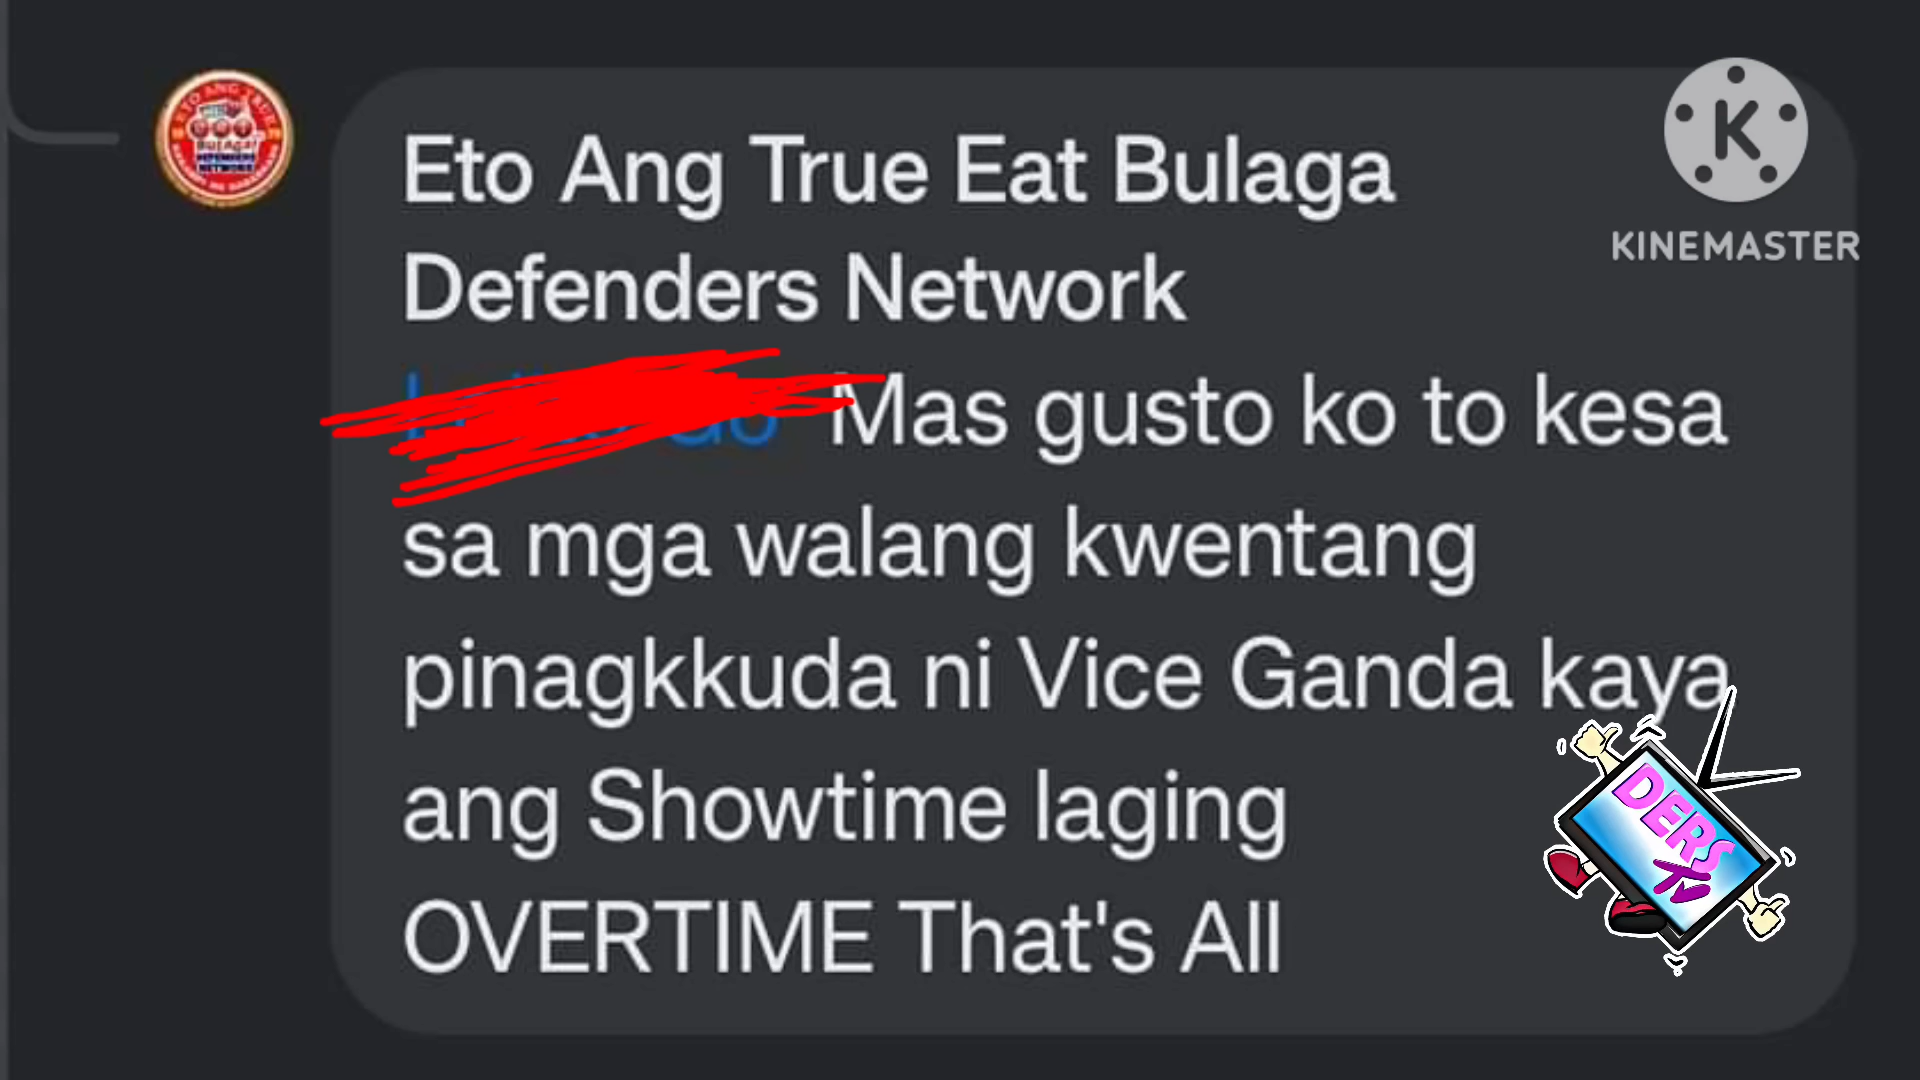 Eto Ang True Eat Bulaga
Defenders Network
Mas gusto ko to kesa
sa mga walang kwentang
pinagkkuda ni Vice Ganda kaya
ang Showtime laging
OVERTIME That's All
KINEMASTER
DERS
TV